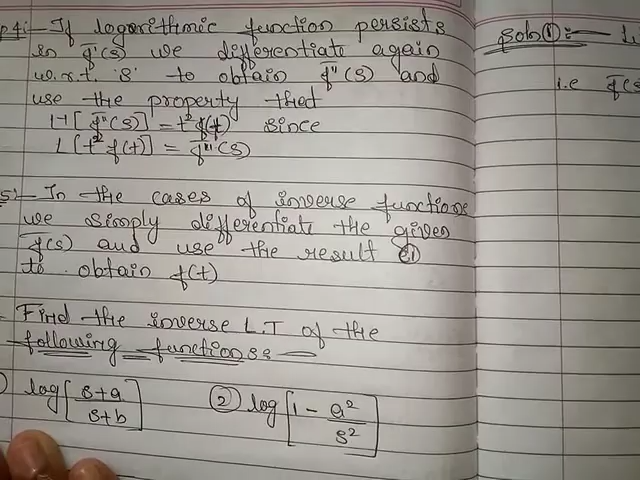 p4:- If logarithmic function persists
in f̄'(s) we differentiate again
w.r.t. 's' to obtain f̄"(s) and
use the property that
L-1[f̄"(s)] = t² f(t) since
L[t² f(t)] = f̄"(s)
5:- In the cases of inverse functions
we simply differentiate the given
f̄(s) and use the result ①
to obtain f(t)
- Find the inverse L.T of the
following functions :-
) log[s+a/s+b] ② log[1 - a²/s²]
Soln ① :-
i.e f̄(s